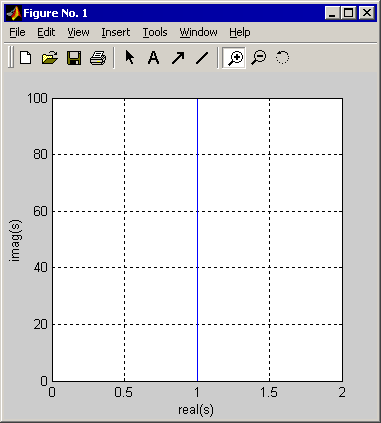 Figure No. 1
File Edit View Insert Tools Window Help
A
100
80
60
40
20
0
imag(s)
0 0.5 1 1.5 2
real(s)